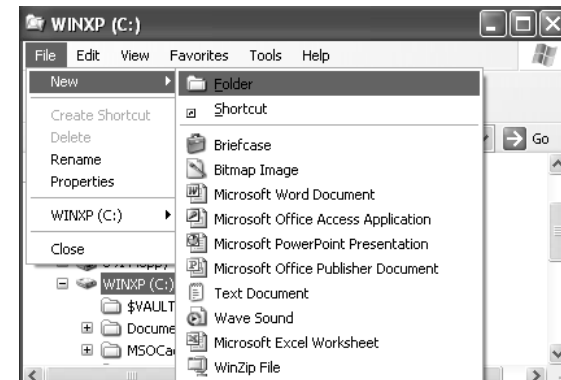 WINXP (C:)
File Edit View Favorites Tools Help
New
Create Shortcut
Delete
Rename
Properties
WINXP (C:)
Close
Folder
Shortcut
Briefcase
Bitmap Image
Microsoft Word Document
Microsoft Office Access Application
Microsoft PowerPoint Presentation
Microsoft Office Publisher Document
Text Document
Wave Sound
Microsoft Excel Worksheet
WinZip File
Go
WINXP (C:)
$VAULT
Docume
MSOCa